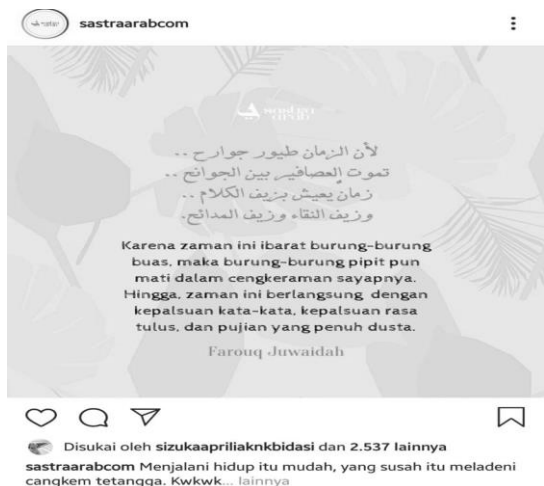 sastraarabcom
sastra
arab
لأن الزمان طيور جوارح ..
تموت العصافير بين الجوانح ..
زمان يعيش بزيف الكلام ..
وزيف النقاء وزيف المدائح.
Karena zaman ini ibarat burung-burung
buas, maka burung-burung pipit pun
mati dalam cengkeraman sayapnya.
Hingga, zaman ini berlangsung dengan
kepalsuan kata-kata, kepalsuan rasa
tulus, dan pujian yang penuh dusta.
Farouq Juwaidah
Disukai oleh sizukaapriliaknkbidasi dan 2.537 lainnya
sastraarabcom Menjalani hidup itu mudah, yang susah itu meladeni
cangkem tetangga. Kwkwk... lainnya